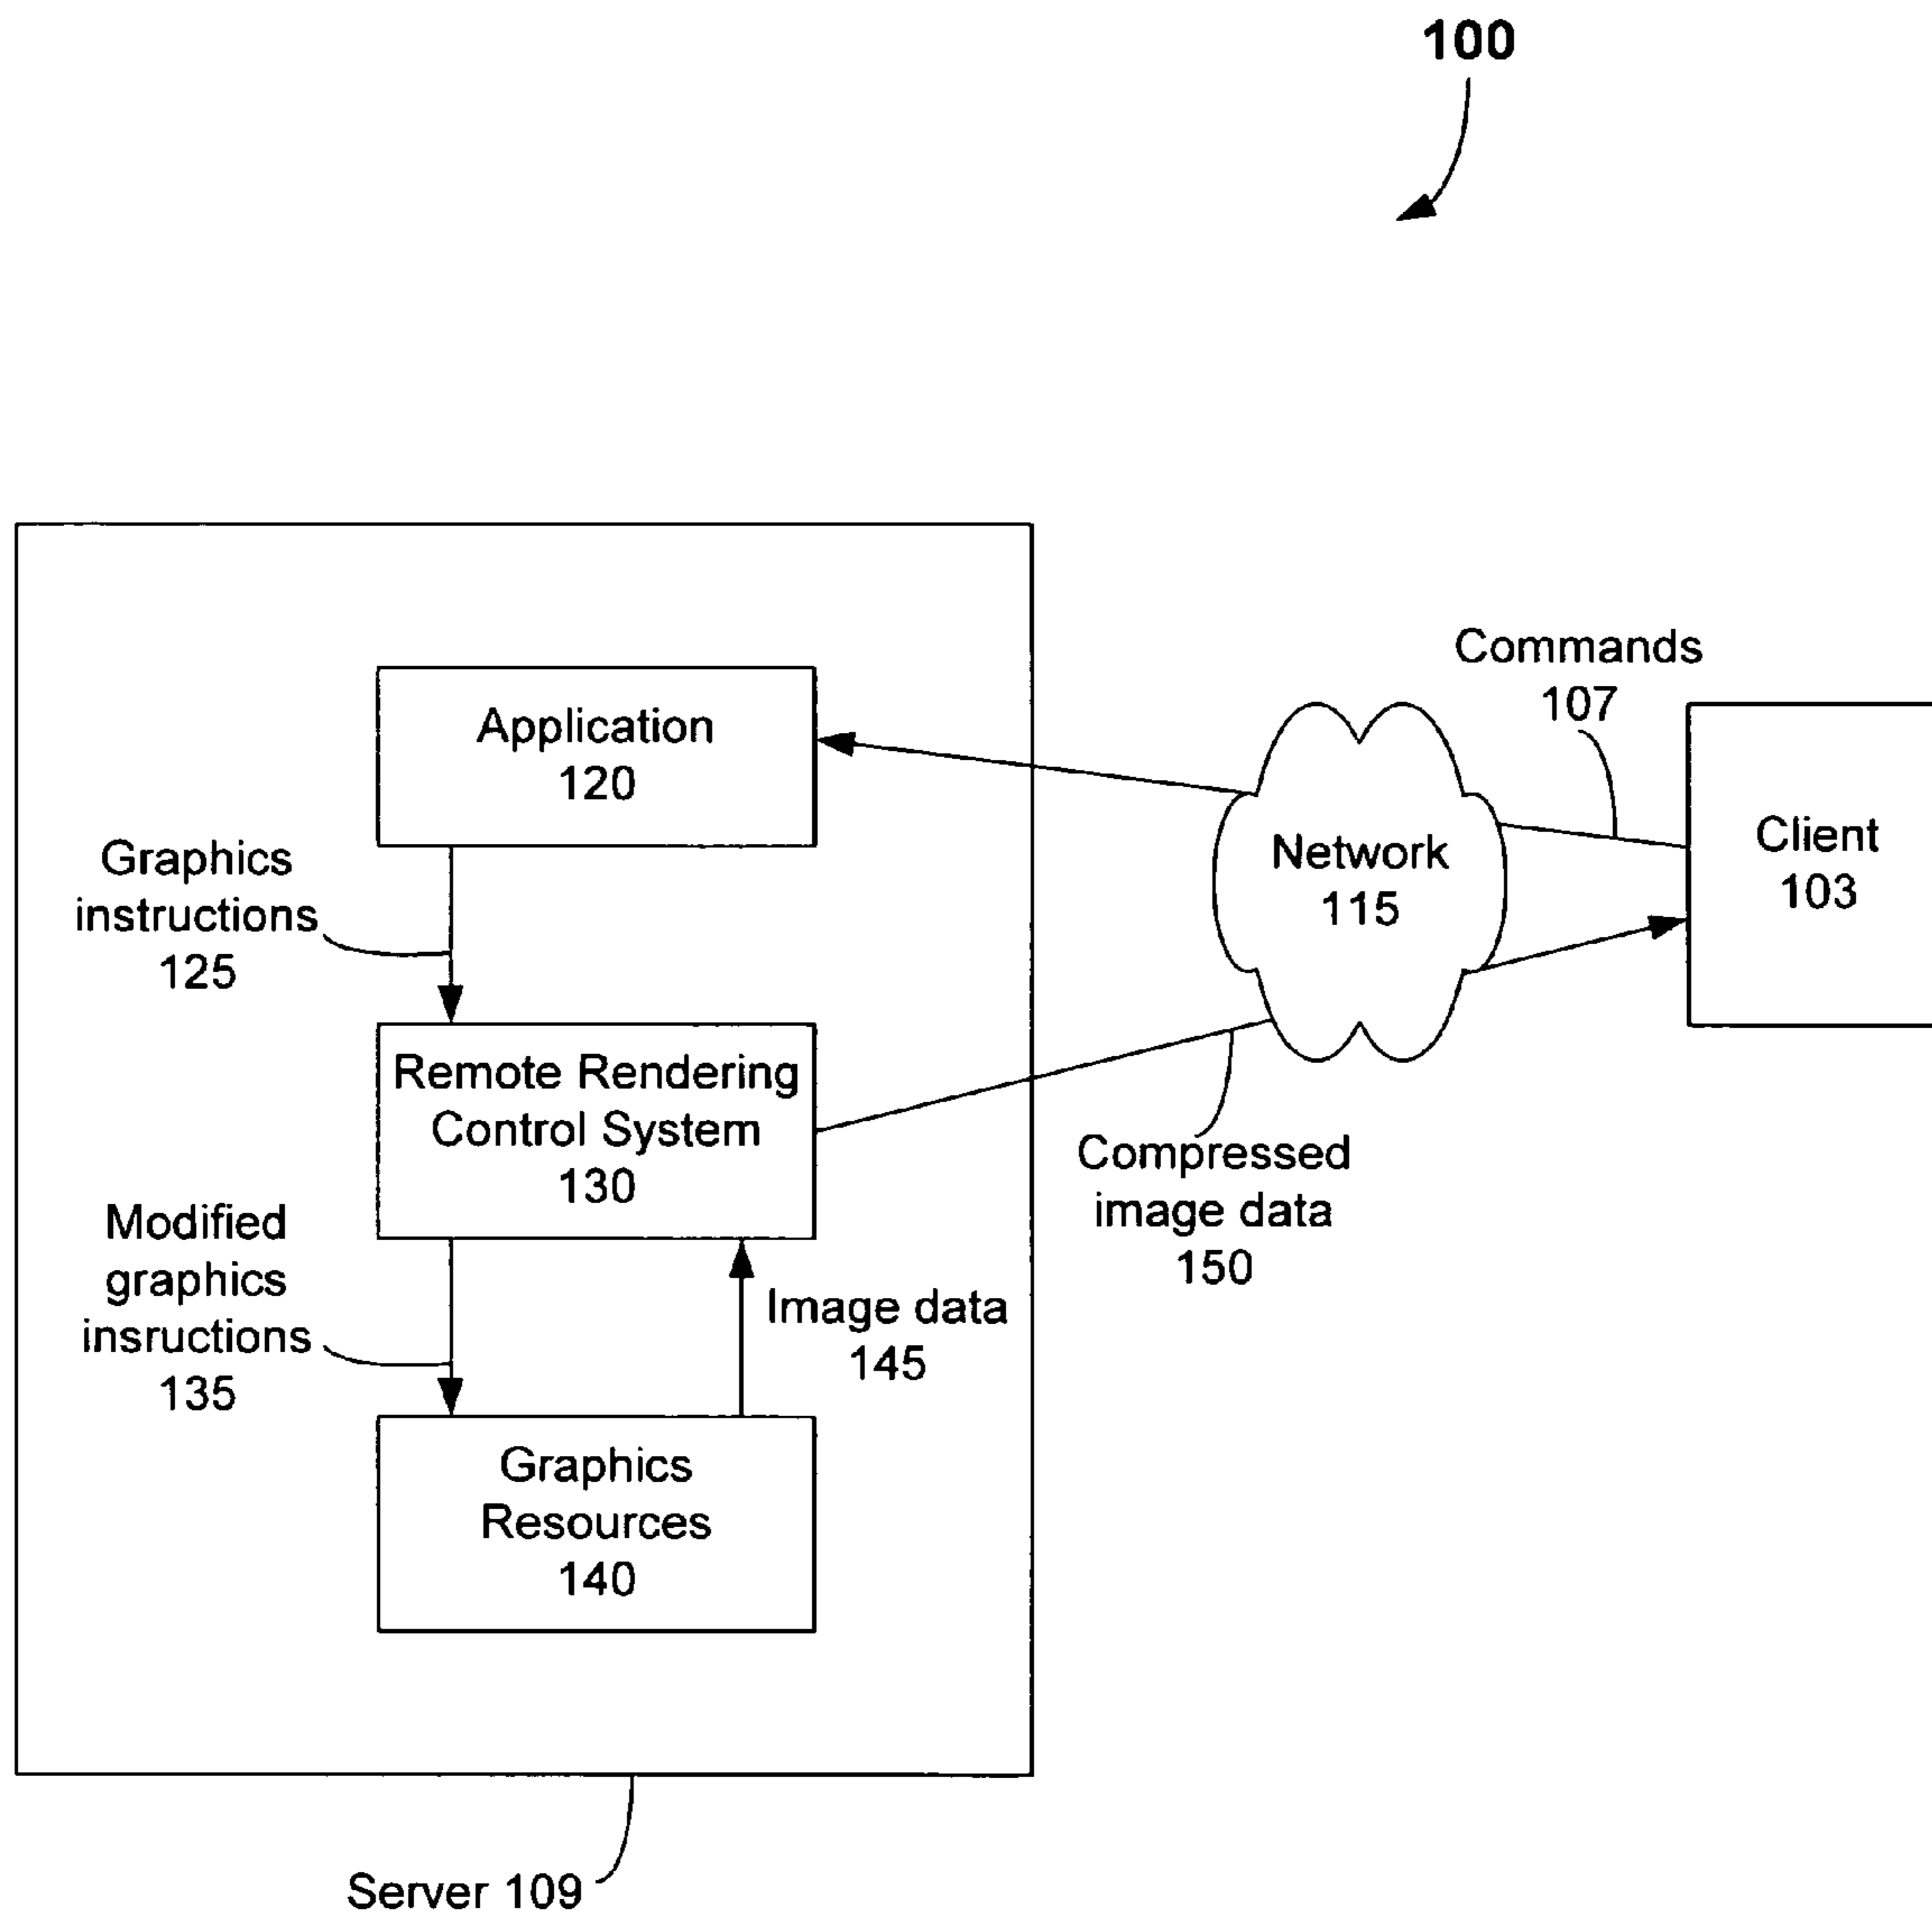 100
Commands
107
Application
120
Network
115
Client
103
Graphics
instructions
125
Remote Rendering
Control System
130
Compressed
image data
150
Modified
graphics
insructions
135
Image data
145
Graphics
Resources
140
Server 109